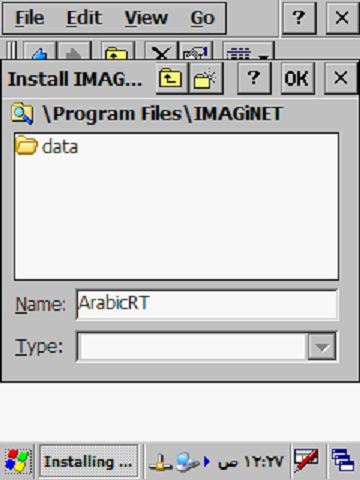 File Edit View Go ? ×
Install IMAG... ? OK ×
\Program Files\IMAGiNET
data
Name: ArabicRT
Type:
Installing ... ١٢:٢٧ ص